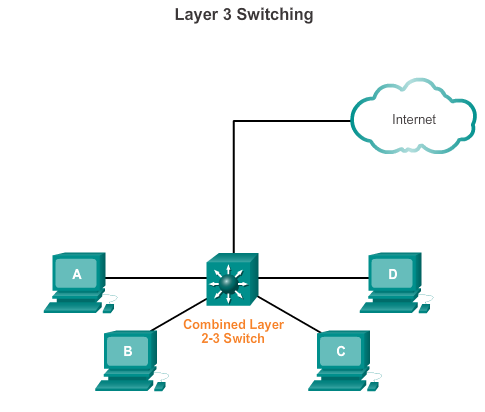 Layer 3 Switching
Internet
A
D
Combined Layer
2-3 Switch
B
C